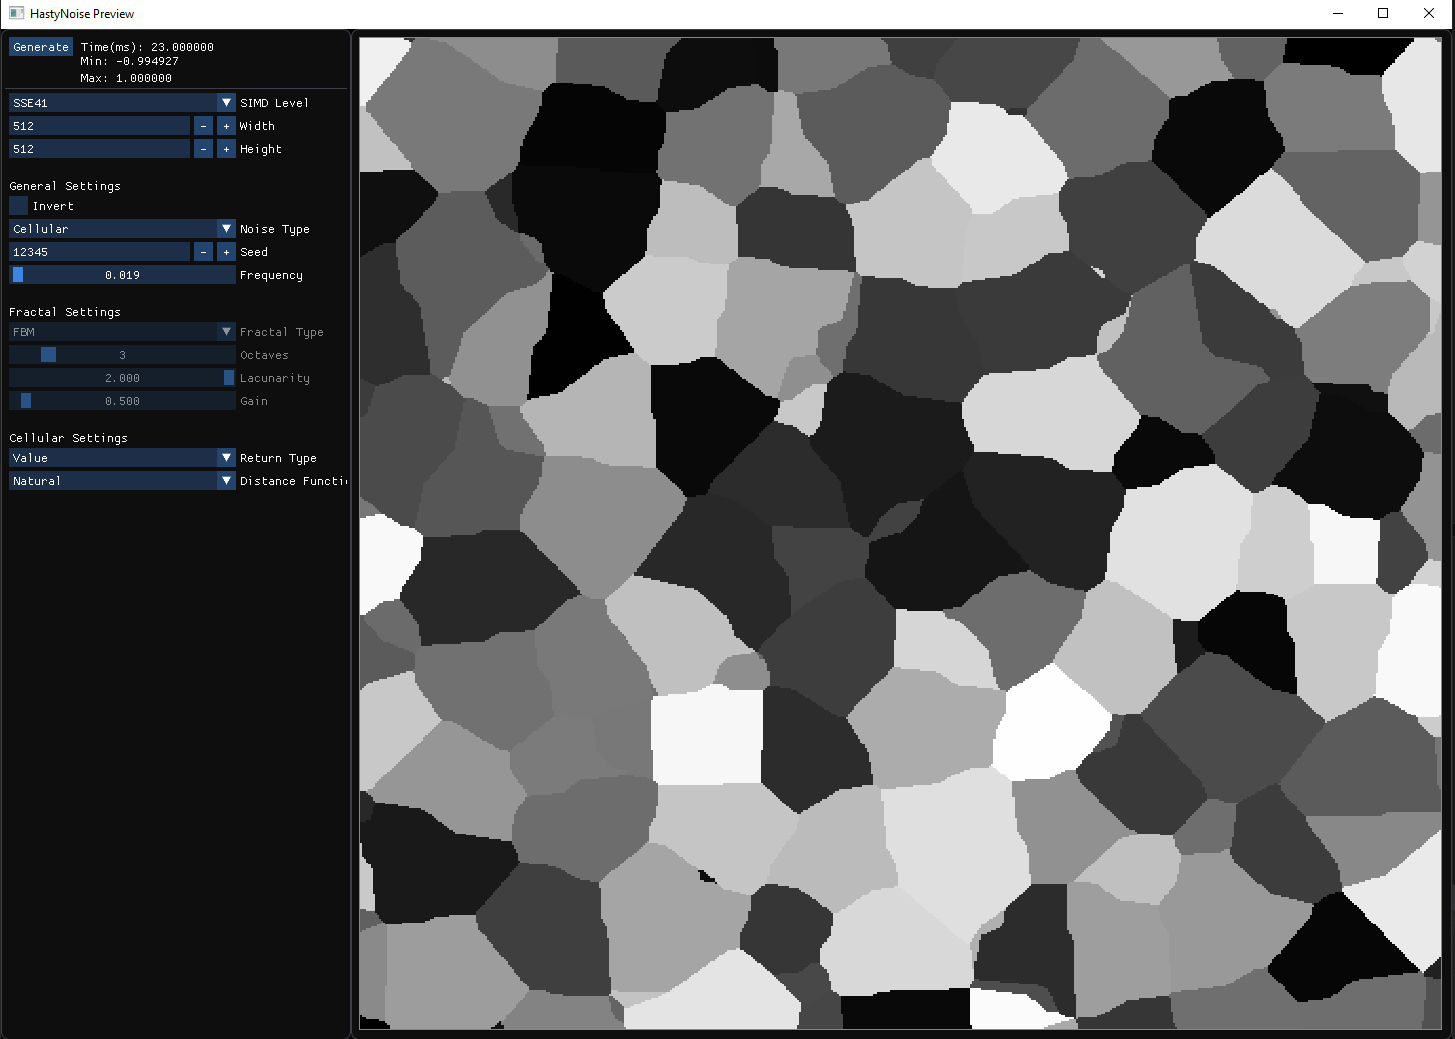 HastyNoise Preview
Generate Time(ms): 23.000000
Min: -0.994927
Max: 1.000000
SSE41 SIMD Level
512 - + Width
512 - + Height
General Settings
Invert
Cellular Noise Type
12345 - + Seed
0.019 Frequency
Fractal Settings
FBM Fractal Type
3 Octaves
2.000 Lacunarity
0.500 Gain
Cellular Settings
Value Return Type
Natural Distance Functi